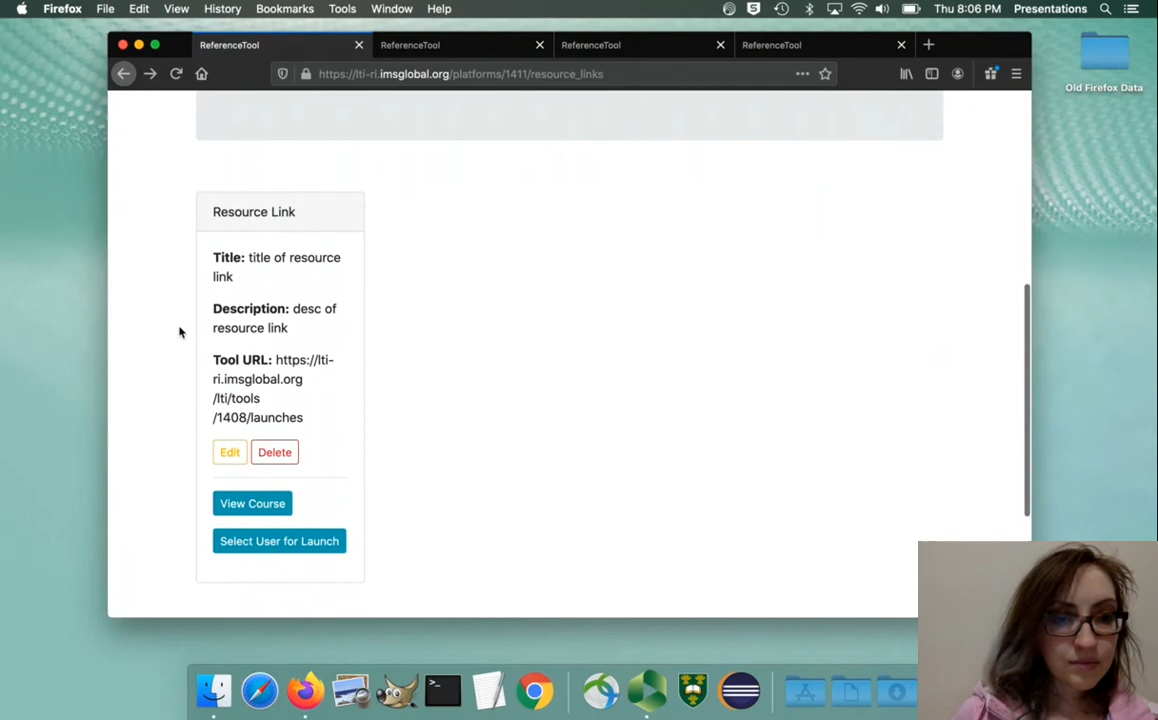 Firefox File Edit View History Bookmarks Tools Window Help Thu 8:06 PM Presentations
ReferenceTool ReferenceTool ReferenceTool ReferenceTool
https://lti-ri.imsglobal.org/platforms/1411/resource_links
Old Firefox Data
Resource Link
Title: title of resource
link
Description: desc of
resource link
Tool URL: https://lti-
ri.imsglobal.org
/lti/tools
/1408/launches
Edit Delete
View Course
Select User for Launch